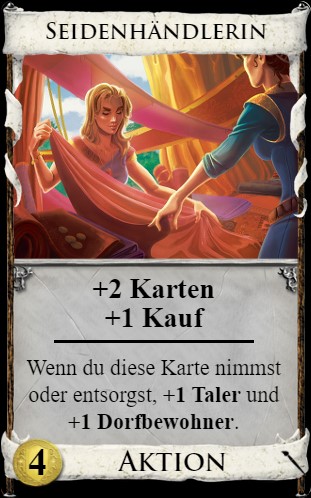 SEIDENHÄNDLERIN
+2 Karten
+1 Kauf
Wenn du diese Karte nimmst
oder entsorgst, +1 Taler und
+1 Dorfbewohner.
4
AKTION